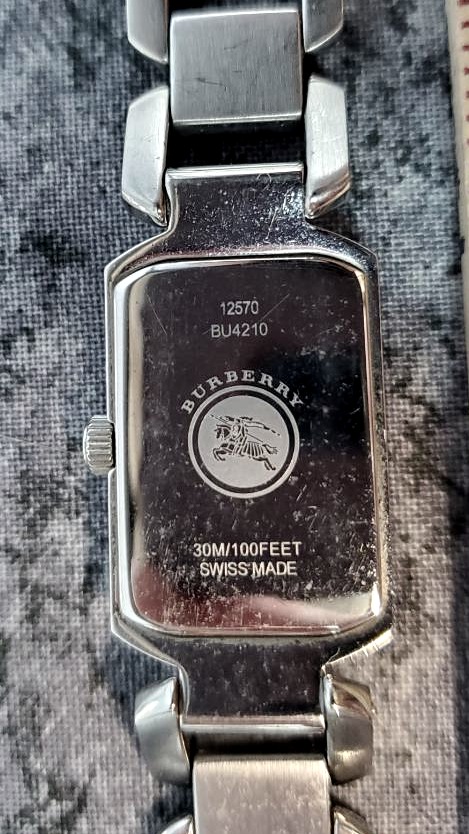 12570
BU4210
BURBERRY
30M/100FEET
SWISS MADE